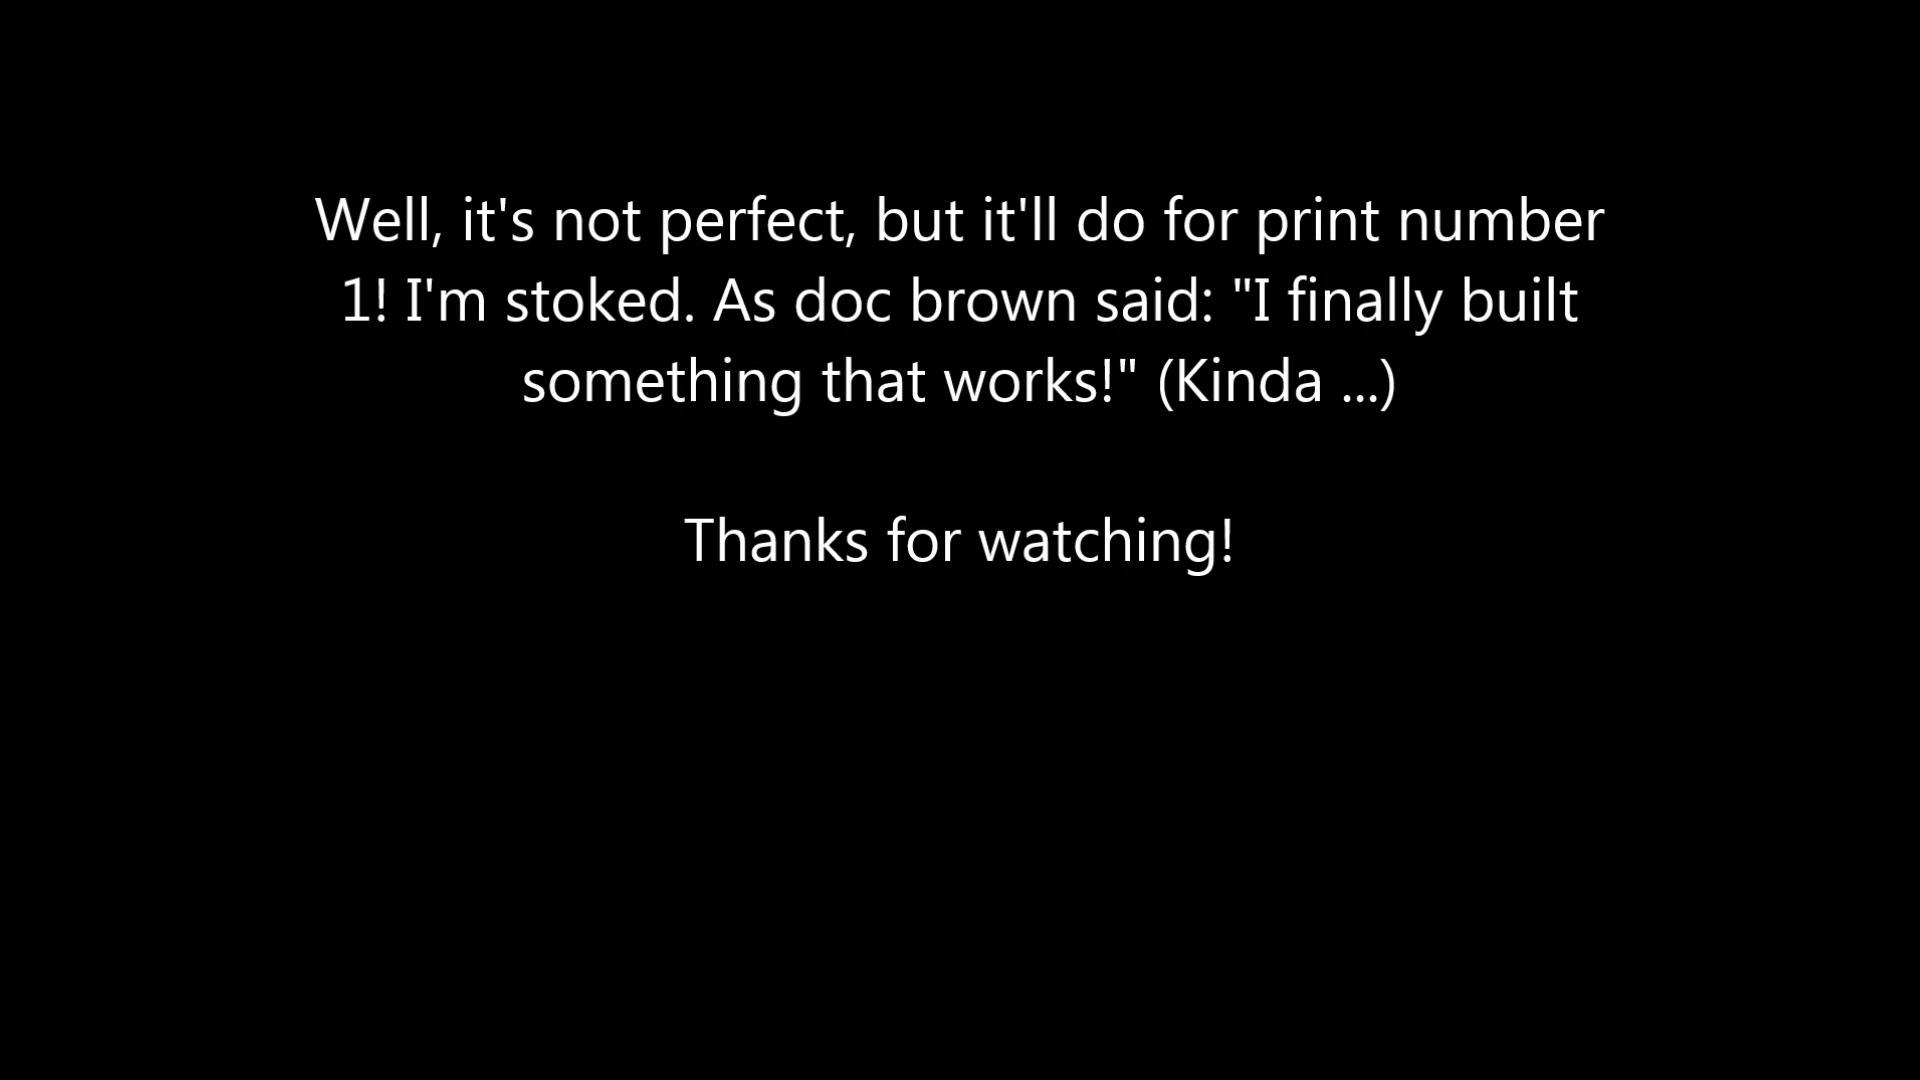 Well, it's not perfect, but it'll do for print number
1! I'm stoked. As doc brown said: "I finally built
something that works!" (Kinda ...)
Thanks for watching!